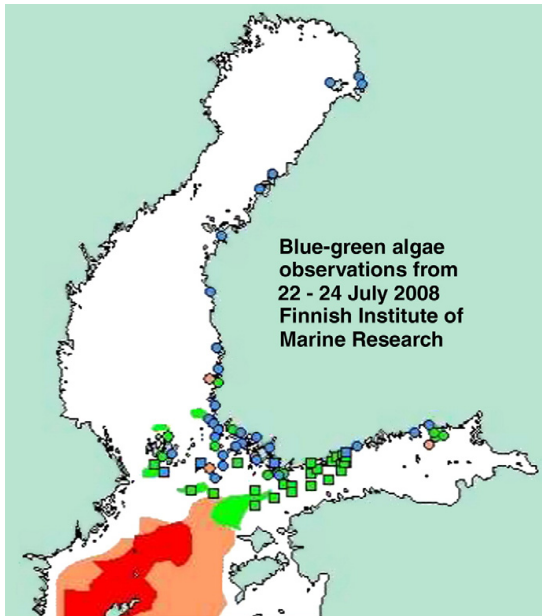 Blue-green algae
observations from
22 - 24 July 2008
Finnish Institute of
Marine Research